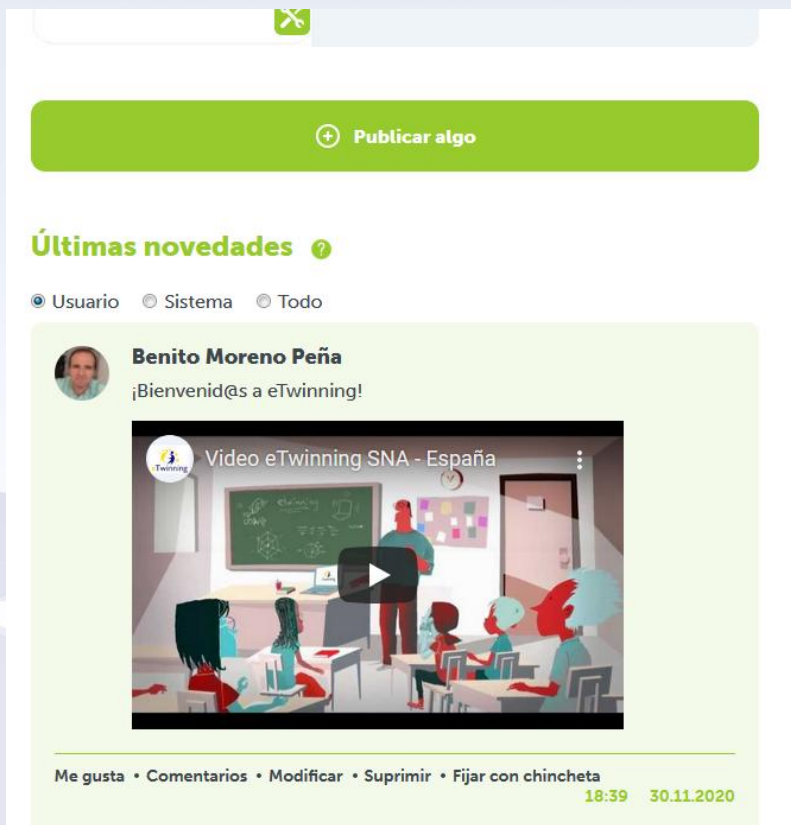 Publicar algo
Últimas novedades ?
Usuario Sistema Todo
Benito Moreno Peña
¡Bienvenid@s a eTwinning!
eTwinning
Video eTwinning SNA - España
etwinning
Me gusta • Comentarios • Modificar • Suprimir • Fijar con chincheta
18:39 30.11.2020